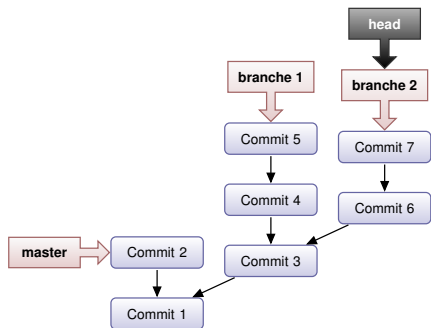 head
branche 1
branche 2
Commit 5
Commit 7
Commit 4
Commit 6
master
Commit 2
Commit 3
Commit 1